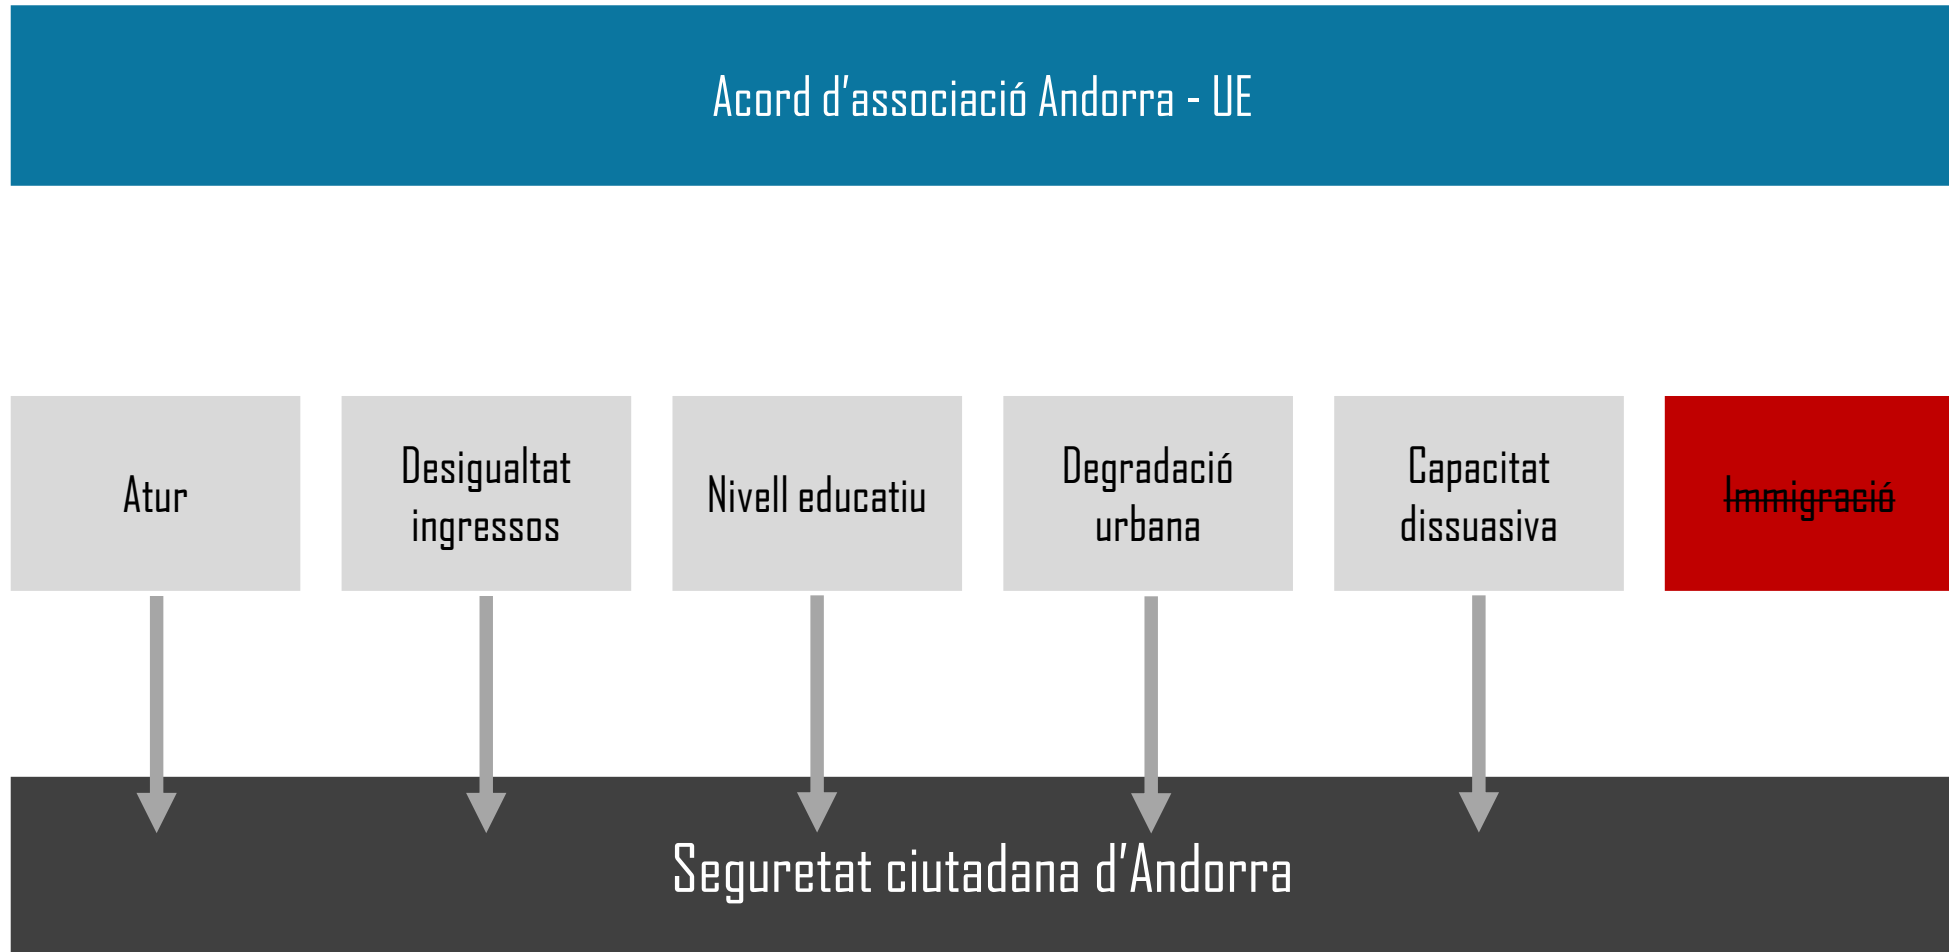 Acord d’associació Andorra - UE
Atur
Desigualtat
ingressos
Nivell educatiu
Degradació
urbana
Capacitat
dissuasiva
Immigració
Seguretat ciutadana d’Andorra